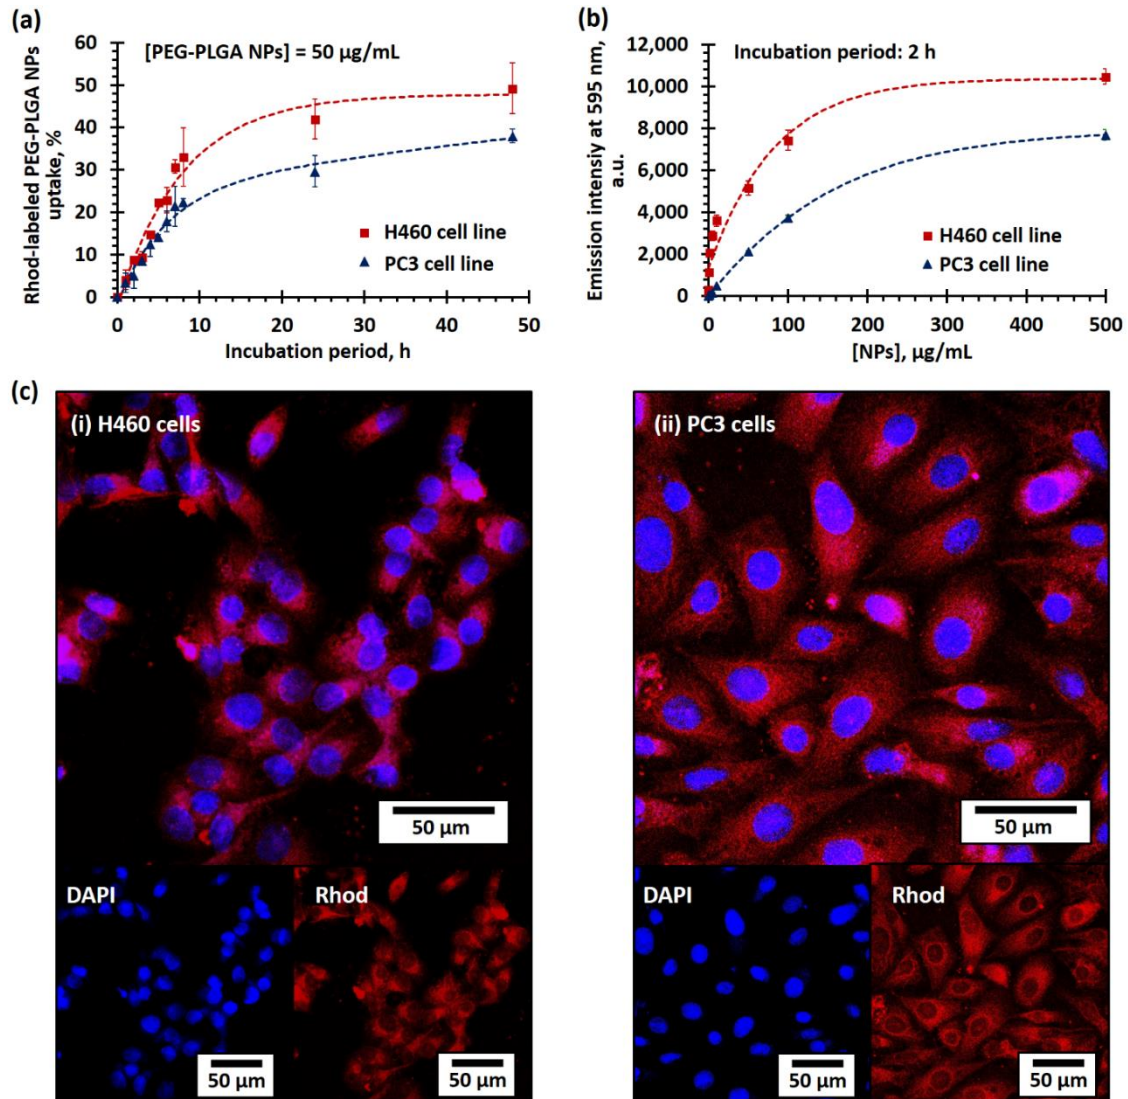 (a)
Rhod-labeled PEG-PLGA NPs
uptake, %
60
50
40
30
20
10
0
[PEG-PLGA NPs] = 50 µg/mL
H460 cell line
PC3 cell line
0 10 20 30 40 50
Incubation period, h
(b)
Emission intensiy at 595 nm,
a.u.
12,000
10,000
8,000
6,000
4,000
2,000
0
Incubation period: 2 h
H460 cell line
PC3 cell line
0 100 200 300 400 500
[NPs], µg/mL
(c)
(i) H460 cells
50 µm
DAPI
50 µm
Rhod
50 µm
(ii) PC3 cells
50 µm
DAPI
50 µm
Rhod
50 µm